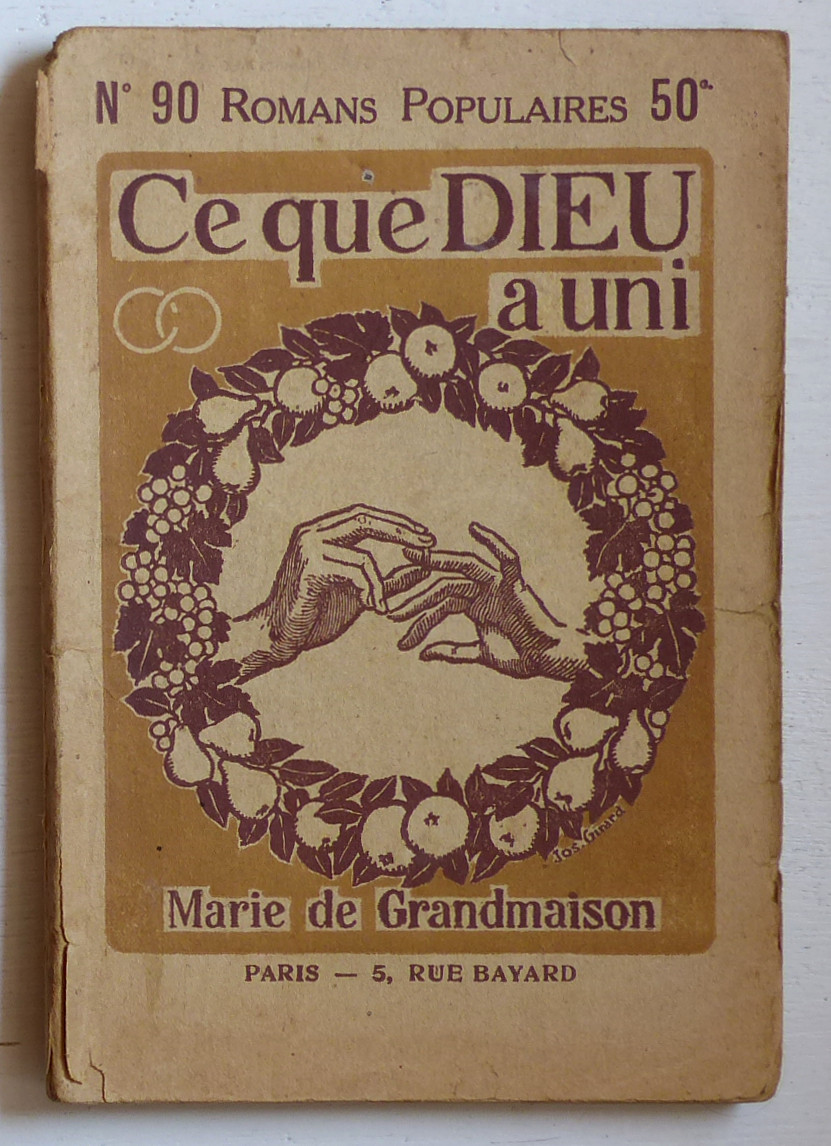 N° 90 ROMANS POPULAIRES 50c.
Ce que DIEU
a uni
Jos. Girard
Marie de Grandmaison
PARIS — 5, RUE BAYARD